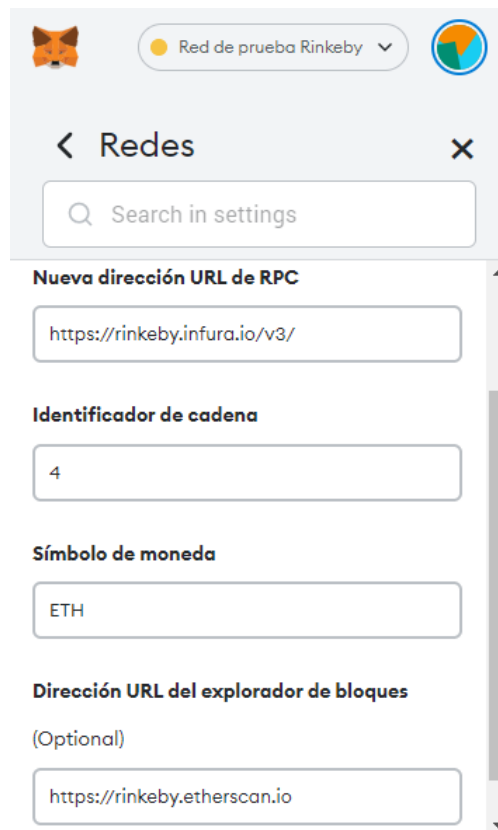 Red de prueba Rinkeby
Redes
Search in settings
Nueva dirección URL de RPC
https://rinkeby.infura.io/v3/
Identificador de cadena
4
Símbolo de moneda
ETH
Dirección URL del explorador de bloques
(Optional)
https://rinkeby.etherscan.io